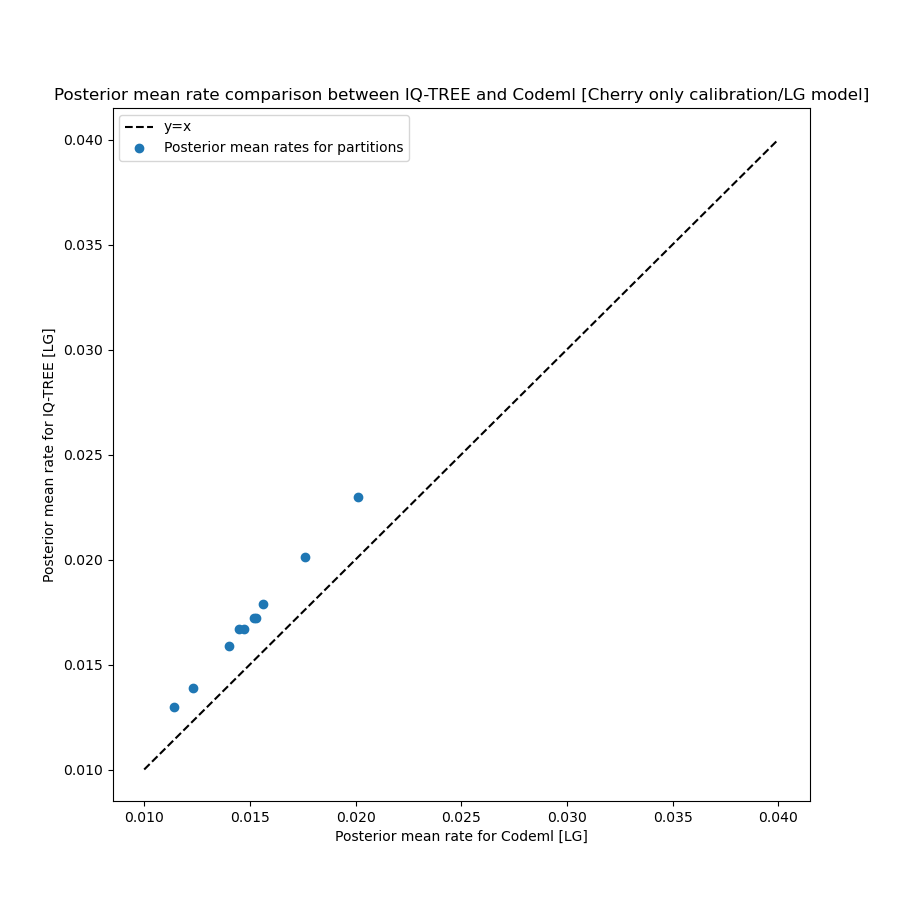 Posterior mean rate comparison between IQ-TREE and Codeml [Cherry only calibration/LG model]
y=x
Posterior mean rates for partitions
0.040
0.035
0.030
0.025
0.020
0.015
0.010
Posterior mean rate for IQ-TREE [LG]
0.010 0.015 0.020 0.025 0.030 0.035 0.040
Posterior mean rate for Codeml [LG]